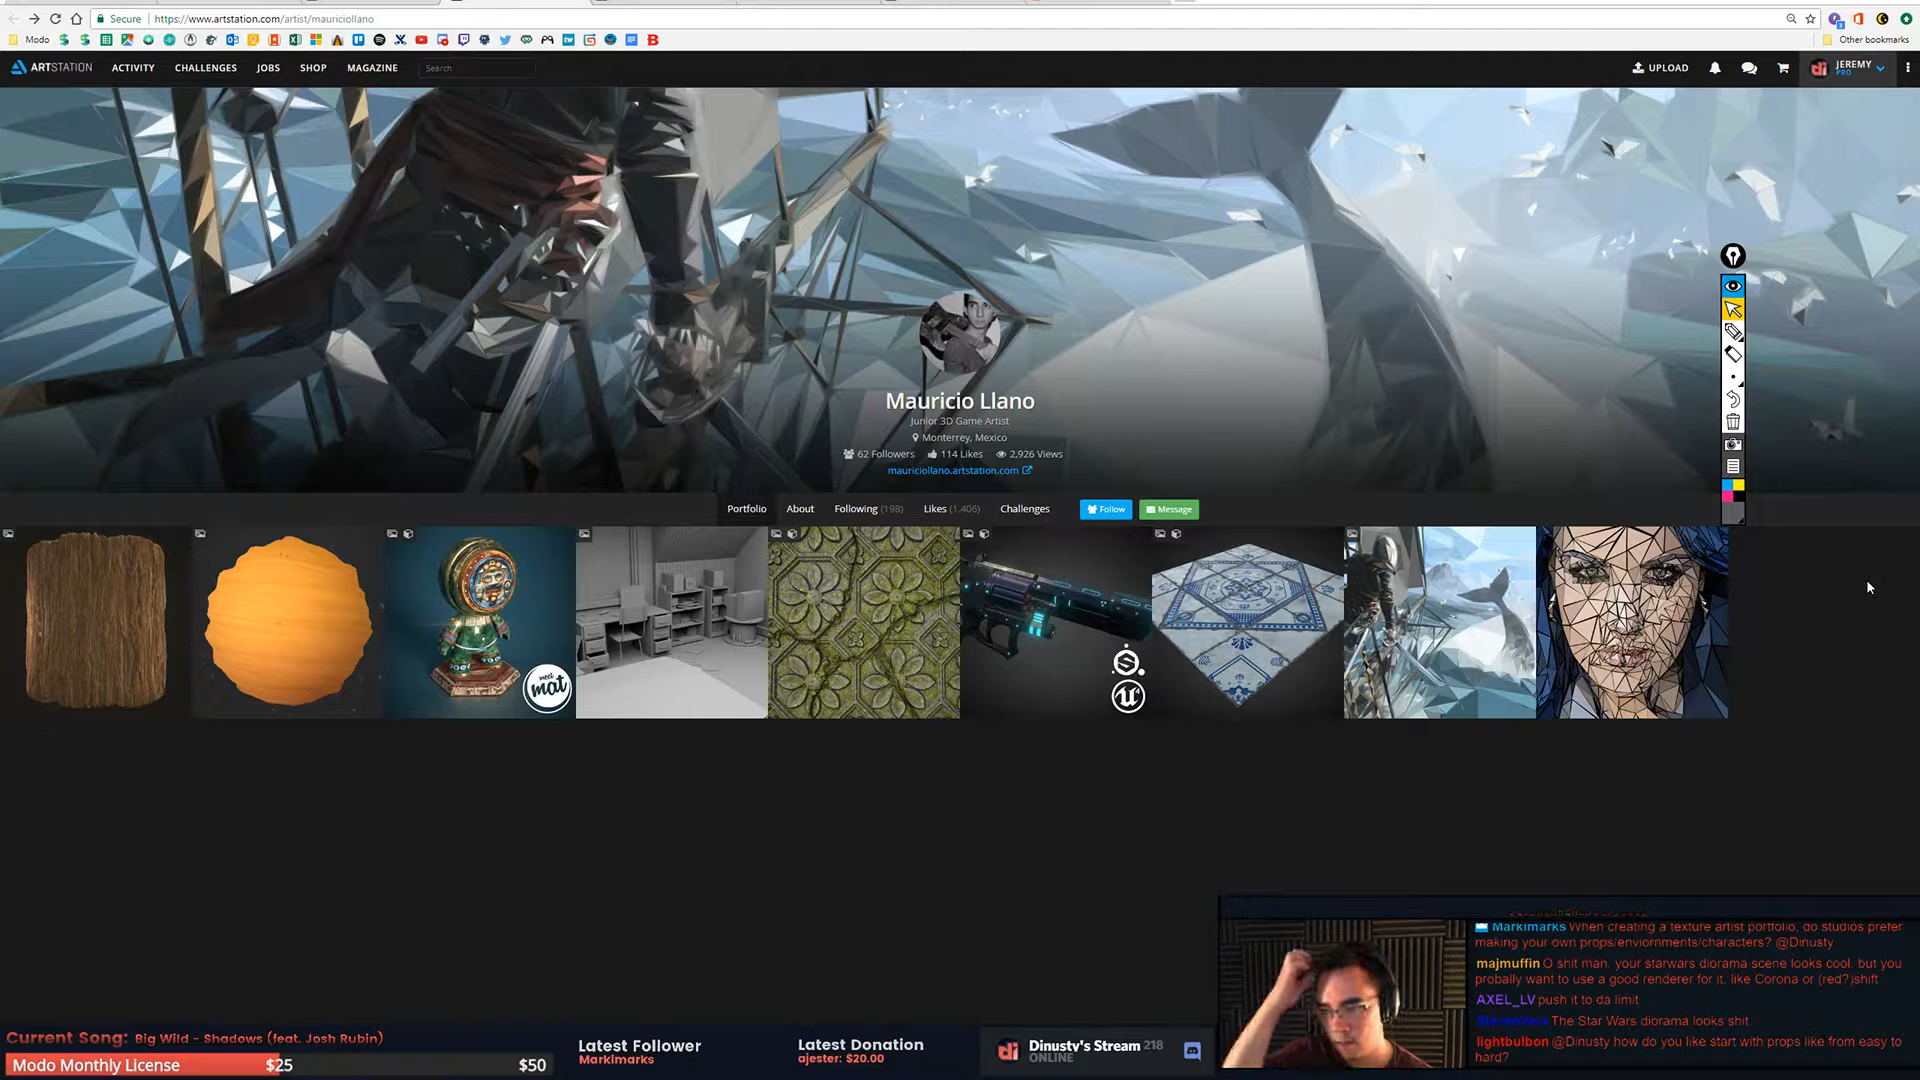 Secure https://www.artstation.com/artist/mauriciollano
Modo
Other bookmarks
ARTSTATION ACTIVITY CHALLENGES JOBS SHOP MAGAZINE Search UPLOAD JEREMY
PRO
Mauricio Llano
Junior 3D Game Artist
Monterrey, Mexico
62 Followers 114 Likes 2,926 Views
mauriciollano.artstation.com
Portfolio About Following (198) Likes (1,406) Challenges Follow Message
meet
mat
Markimarks When creating a texture artist portfolio, do studios prefer
making your own props/enviornments/characters? @Dinusty
majmuffin O shit man. your starwars diorama scene looks cool. but you
probally want to use a good renderer for it. like Corona or (red?)shift
AXEL_LV push it to da limit
The Star Wars diorama looks shit
lightbulbon @Dinusty how do you like start with props like from easy to
hard?
Current Song: Big Wild - Shadows (feat. Josh Rubin)
Modo Monthly License $25 $50
Latest Follower
Markimarks
Latest Donation
ajester: $20.00
Dinusty's Stream 218
ONLINE